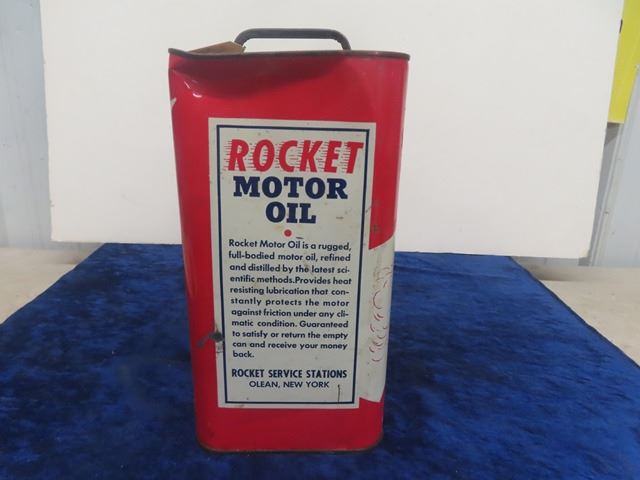 ROCKET
MOTOR
OIL
Rocket Motor Oil is a rugged,
full-bodied motor oil, refined
and distilled by the latest sci-
entific methods.Provides heat
resisting lubrication that con-
stantly protects the motor
against friction under any cli-
matic condition. Guaranteed
to satisfy or return the empty
can and receive your money
back.
ROCKET SERVICE STATIONS
OLEAN, NEW YORK